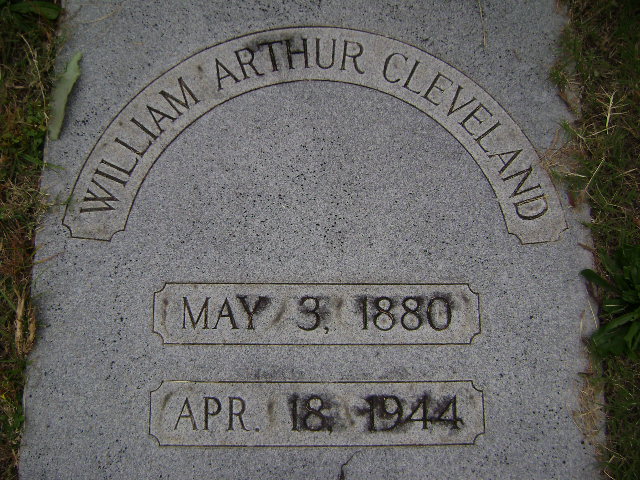 WILLIAM ARTHUR CLEVELAND
MAY 3, 1880
APR. 18, 1944